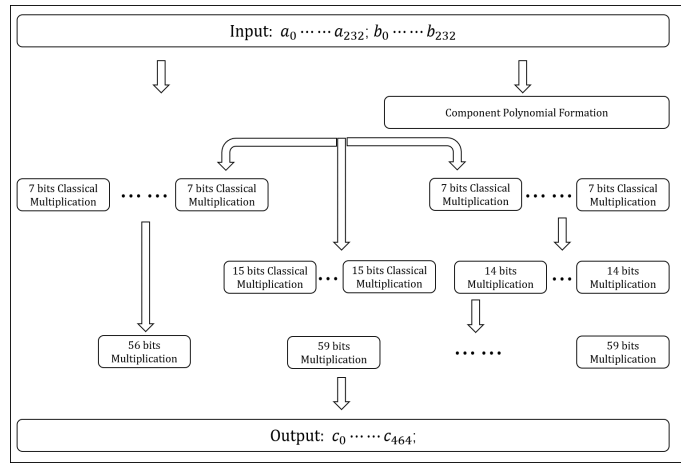 Input: a₀ ⋯⋯ a₂₃₂; b₀ ⋯⋯ b₂₃₂
Component Polynomial Formation
7 bits Classical
Multiplication
⋯ ⋯
7 bits Classical
Multiplication
7 bits Classical
Multiplication
⋯ ⋯
7 bits Classical
Multiplication
15 bits Classical
Multiplication
⋯
15 bits Classical
Multiplication
14 bits
Multiplication
⋯
14 bits
Multiplication
56 bits
Multiplication
59 bits
Multiplication
⋯ ⋯
59 bits
Multiplication
Output: c₀ ⋯⋯ c₄₆₄;